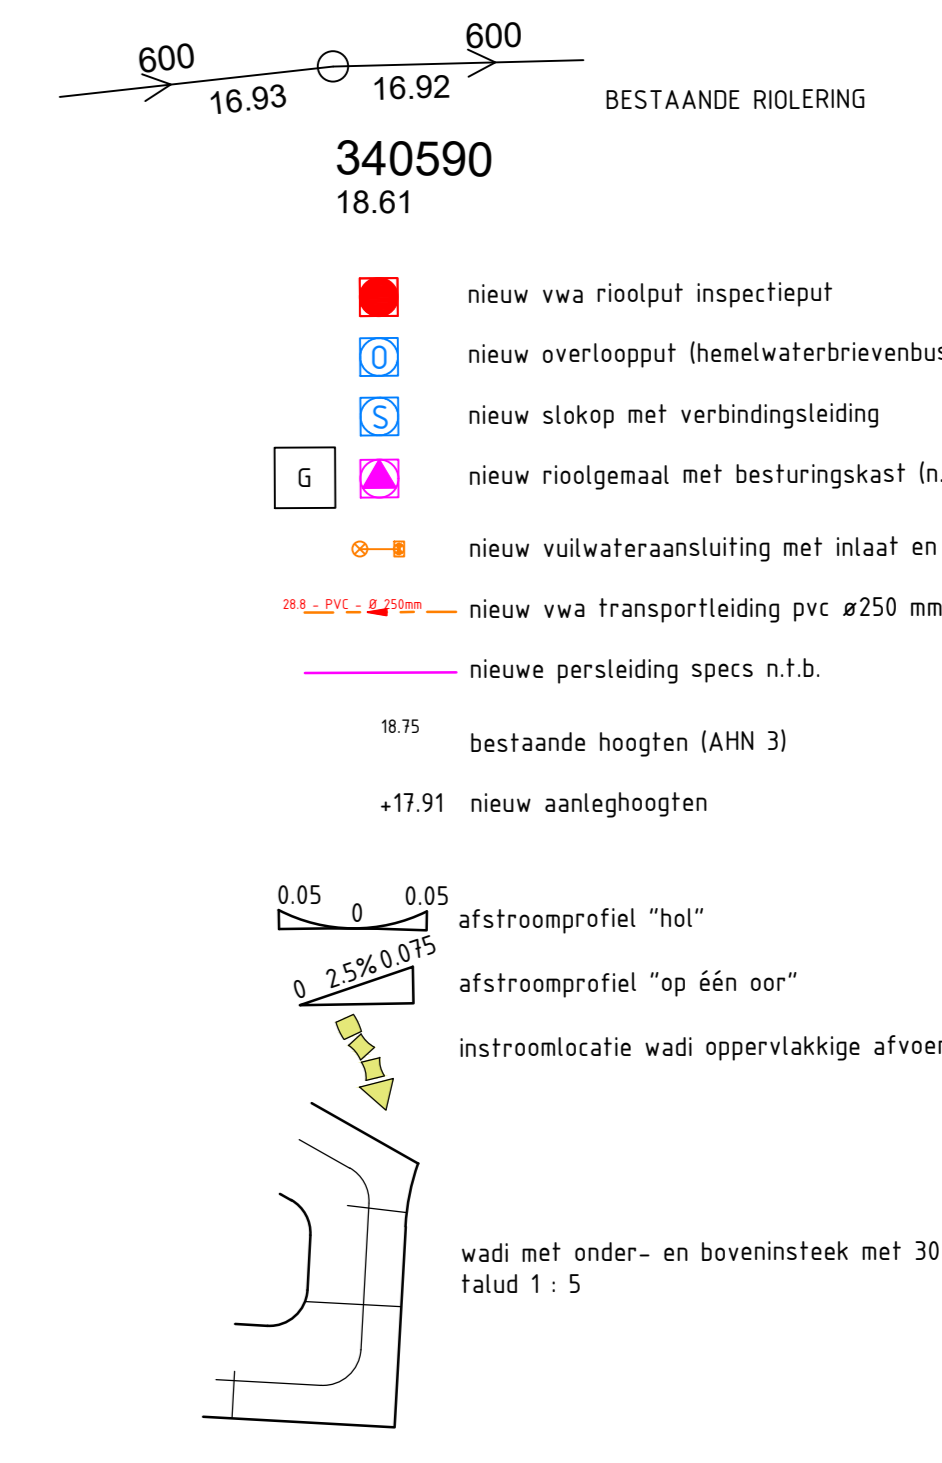 600
600
16.93
16.92
BESTAANDE RIOLERING
340590
18.61
nieuw vwa rioolput inspectieput
O
nieuw overloopput (hemelwaterbrievenbus
S
nieuw slokop met verbindingsleiding
G
nieuw rioolgemaal met besturingskast (n.
nieuw vuilwateraansluiting met inlaat en
28.8 - PVC - Ø 250mm
nieuw vwa transportleiding pvc ø250 mm
nieuwe persleiding specs n.t.b.
18.75
bestaande hoogten (AHN 3)
+17.91 nieuw aanleghoogten
0.05 0 0.05
afstroomprofiel "hol"
0 2.5% 0.075
afstroomprofiel "op één oor"
instroomlocatie wadi oppervlakkige afvoer
wadi met onder- en boveninsteek met 30
talud 1 : 5